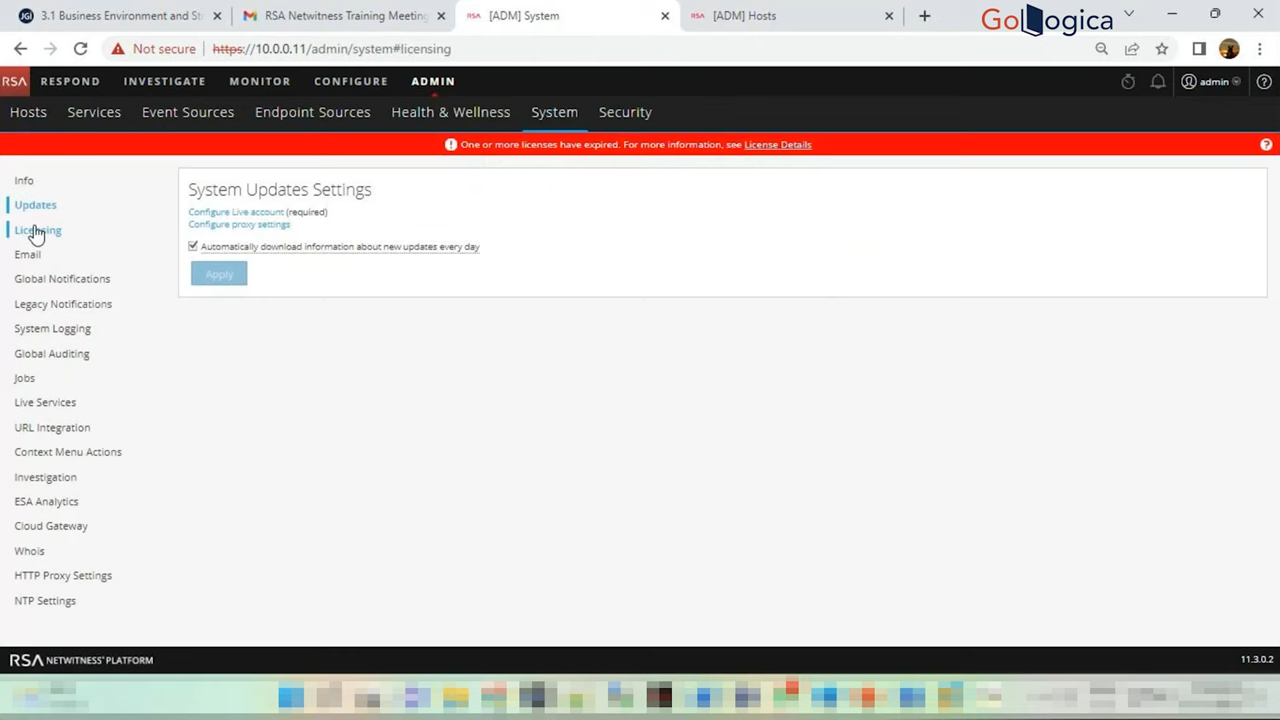 3.1 Business Environment and St
RSA Netwitness Training Meeting
[ADM] System
[ADM] Hosts
GoLogica
Not secure
https://10.0.0.11/admin/system#licensing
RSA
RESPOND
INVESTIGATE
MONITOR
CONFIGURE
ADMIN
admin
Hosts
Services
Event Sources
Endpoint Sources
Health & Wellness
System
Security
One or more licenses have expired. For more information, see License Details
Info
Updates
Licensing
Email
Global Notifications
Legacy Notifications
System Logging
Global Auditing
Jobs
Live Services
URL Integration
Context Menu Actions
Investigation
ESA Analytics
Cloud Gateway
Whois
HTTP Proxy Settings
NTP Settings
System Updates Settings
Configure Live account (required)
Configure proxy settings
Automatically download information about new updates every day
Apply
RSA NETWITNESS® PLATFORM
11.3.0.2